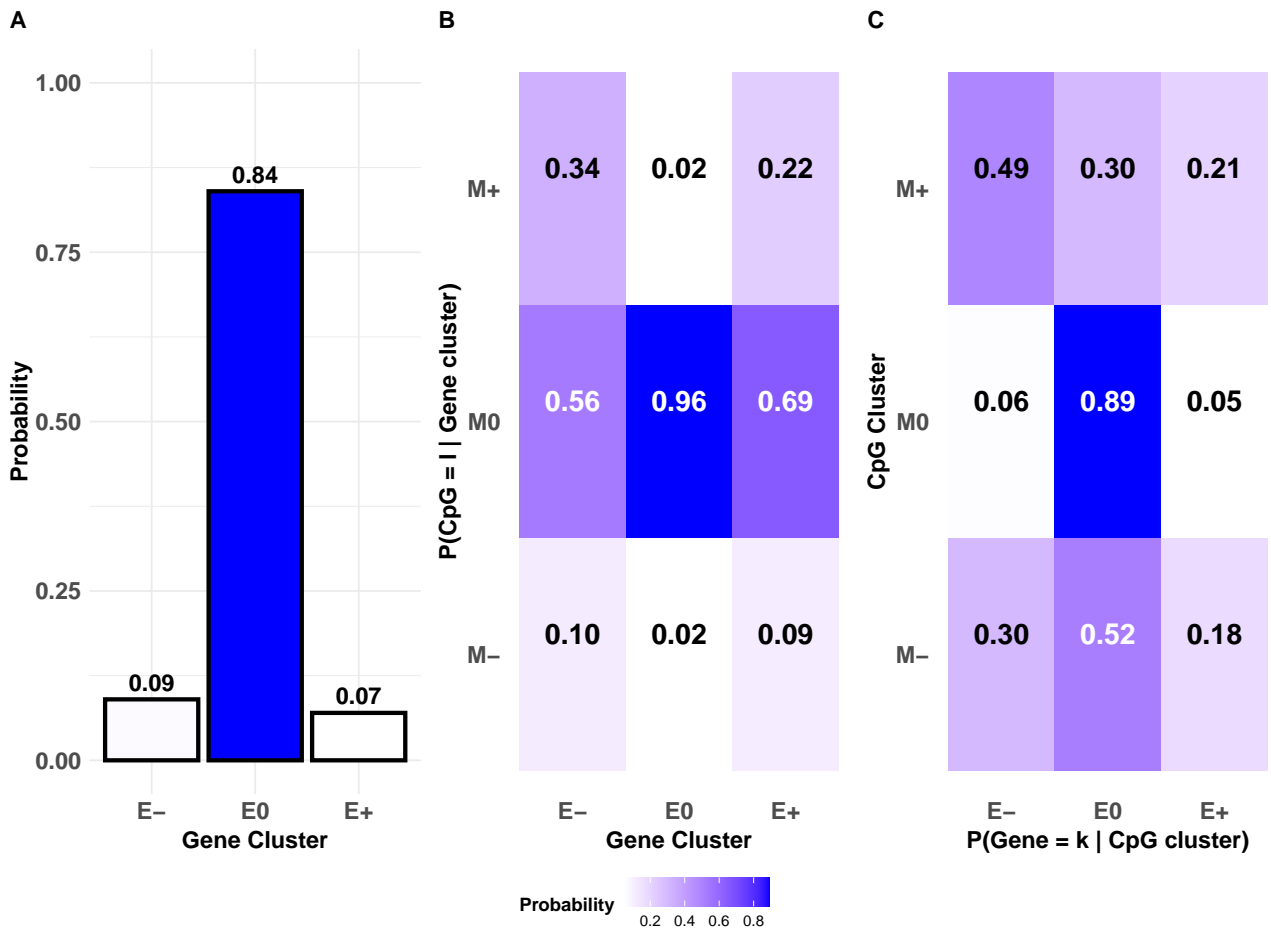 A
Probability
1.00
0.75
0.50
0.25
0.00
0.09
0.84
0.07
E− E0 E+
Gene Cluster
B
P(CpG = l | Gene cluster)
M+
M0
M−
0.34 0.02 0.22
0.56 0.96 0.69
0.10 0.02 0.09
E− E0 E+
Gene Cluster
C
CpG Cluster
M+
M0
M−
0.49 0.30 0.21
0.06 0.89 0.05
0.30 0.52 0.18
E− E0 E+
P(Gene = k | CpG cluster)
Probability
0.2 0.4 0.6 0.8